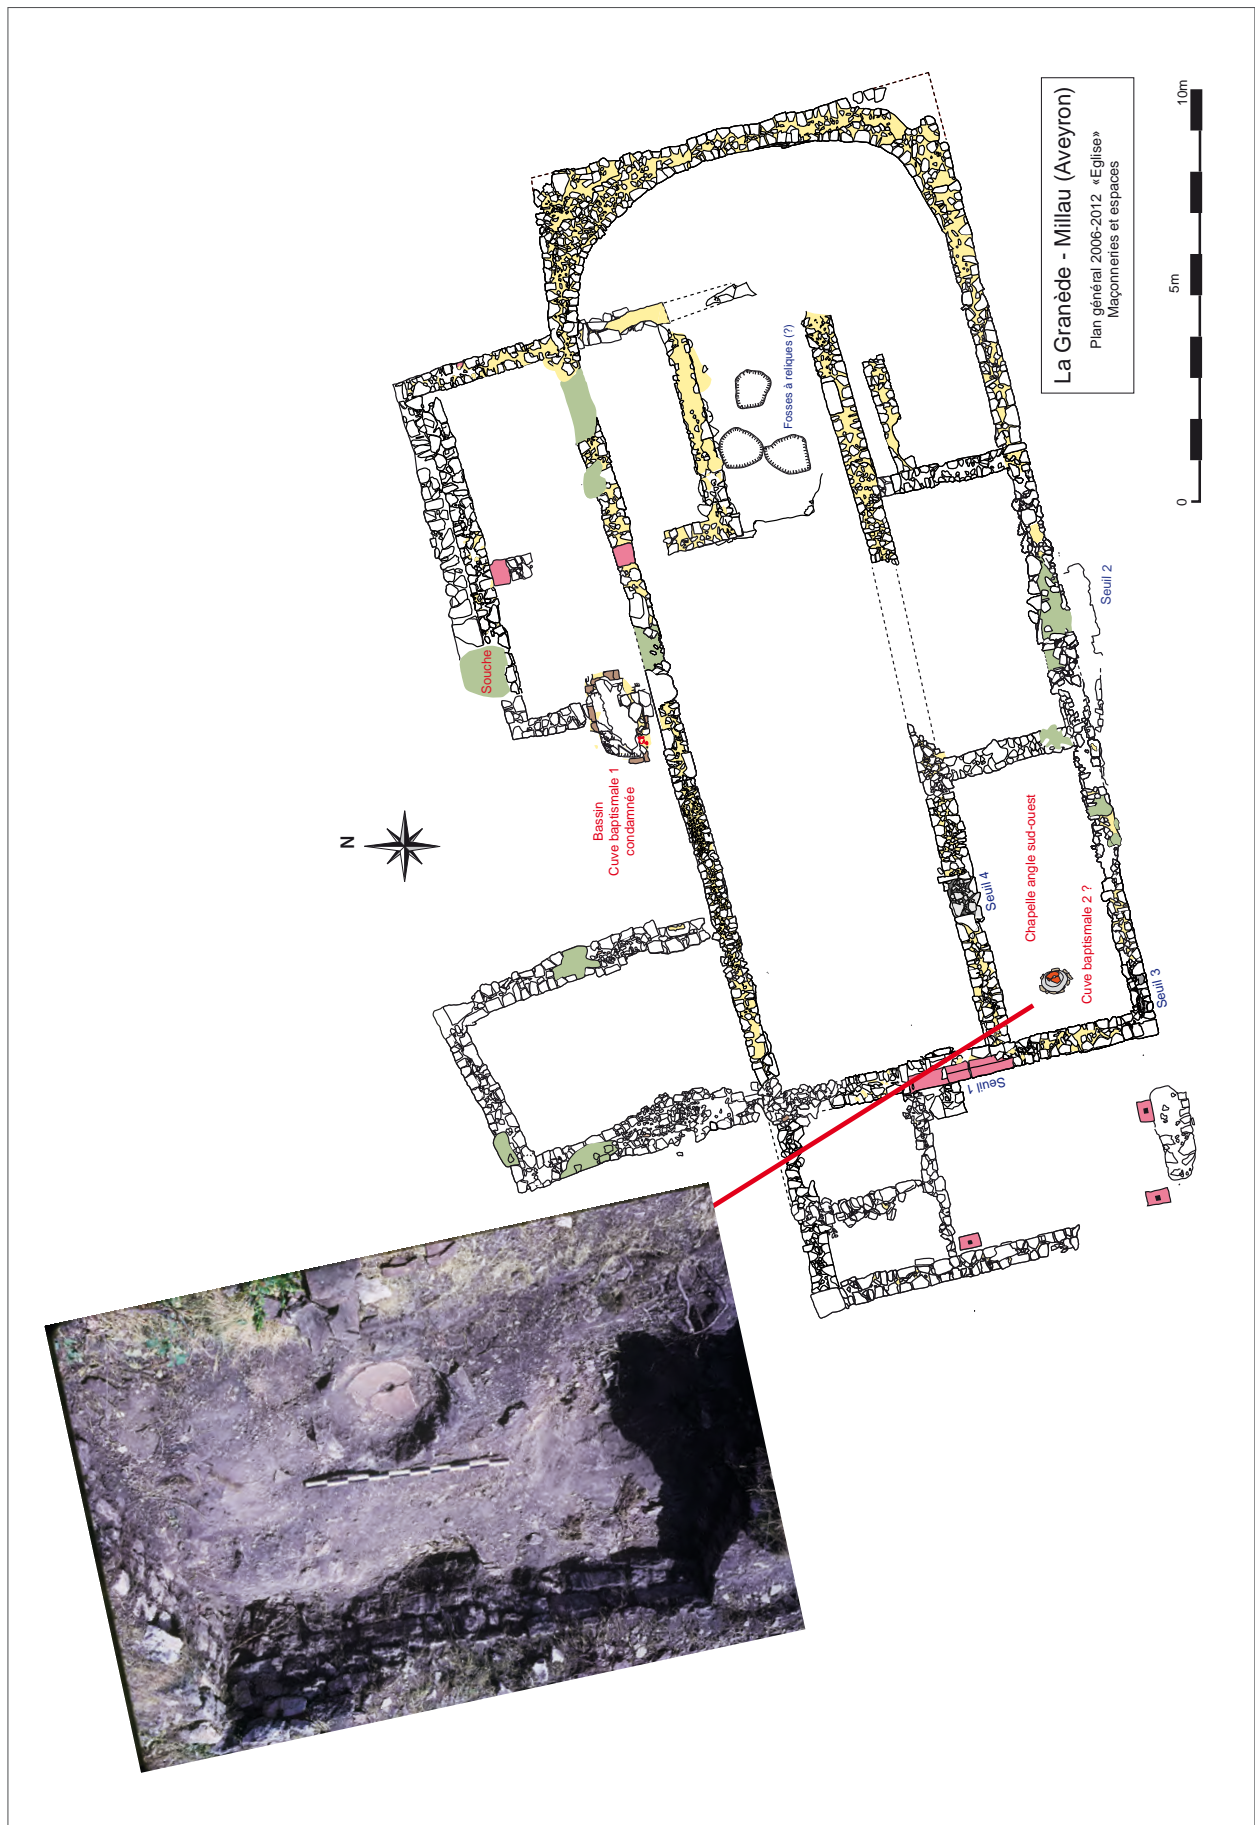 La Granède - Millau (Aveyron)
Plan général 2006-2012 «Eglise»
Maçonneries et espaces
0
5m
10m
N
Souche
Bassin
Cuve baptismale 1
condamnée
Fosses à reliques (?)
Seuil 2
Seuil 4
Chapelle angle sud-ouest
Cuve baptismale 2 ?
Seuil 3
Seuil 1